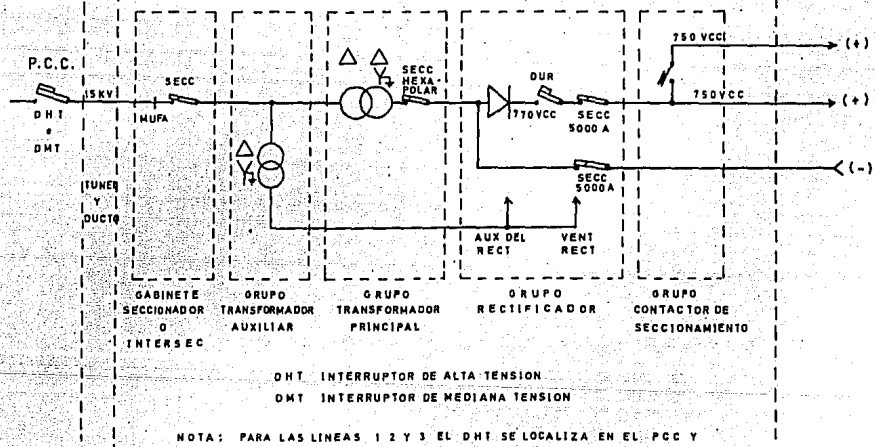 P.C.C.
DHT
o
DMT
15KV
MUFA
SECC
TUNEL
Y
DUCTO
SECC
HEXA-
POLAR
DUR
770VCC
SECC
5000A
750VCC
(+)
750VCC
(+)
SECC
5000A
(-)
AUX DEL
RECT
VENT
RECT
GABINETE
SECCIONADOR
O
INTERSEC
GRUPO
TRANSFORMADOR
AUXILIAR
GRUPO
TRANSFORMADOR
PRINCIPAL
GRUPO
RECTIFICADOR
GRUPO
CONTACTOR DE
SECCIONAMIENTO
DHT INTERRUPTOR DE ALTA TENSION
DMT INTERRUPTOR DE MEDIANA TENSION
NOTA: PARA LAS LINEAS 1 2 Y 3 EL DHT SE LOCALIZA EN EL PCC Y